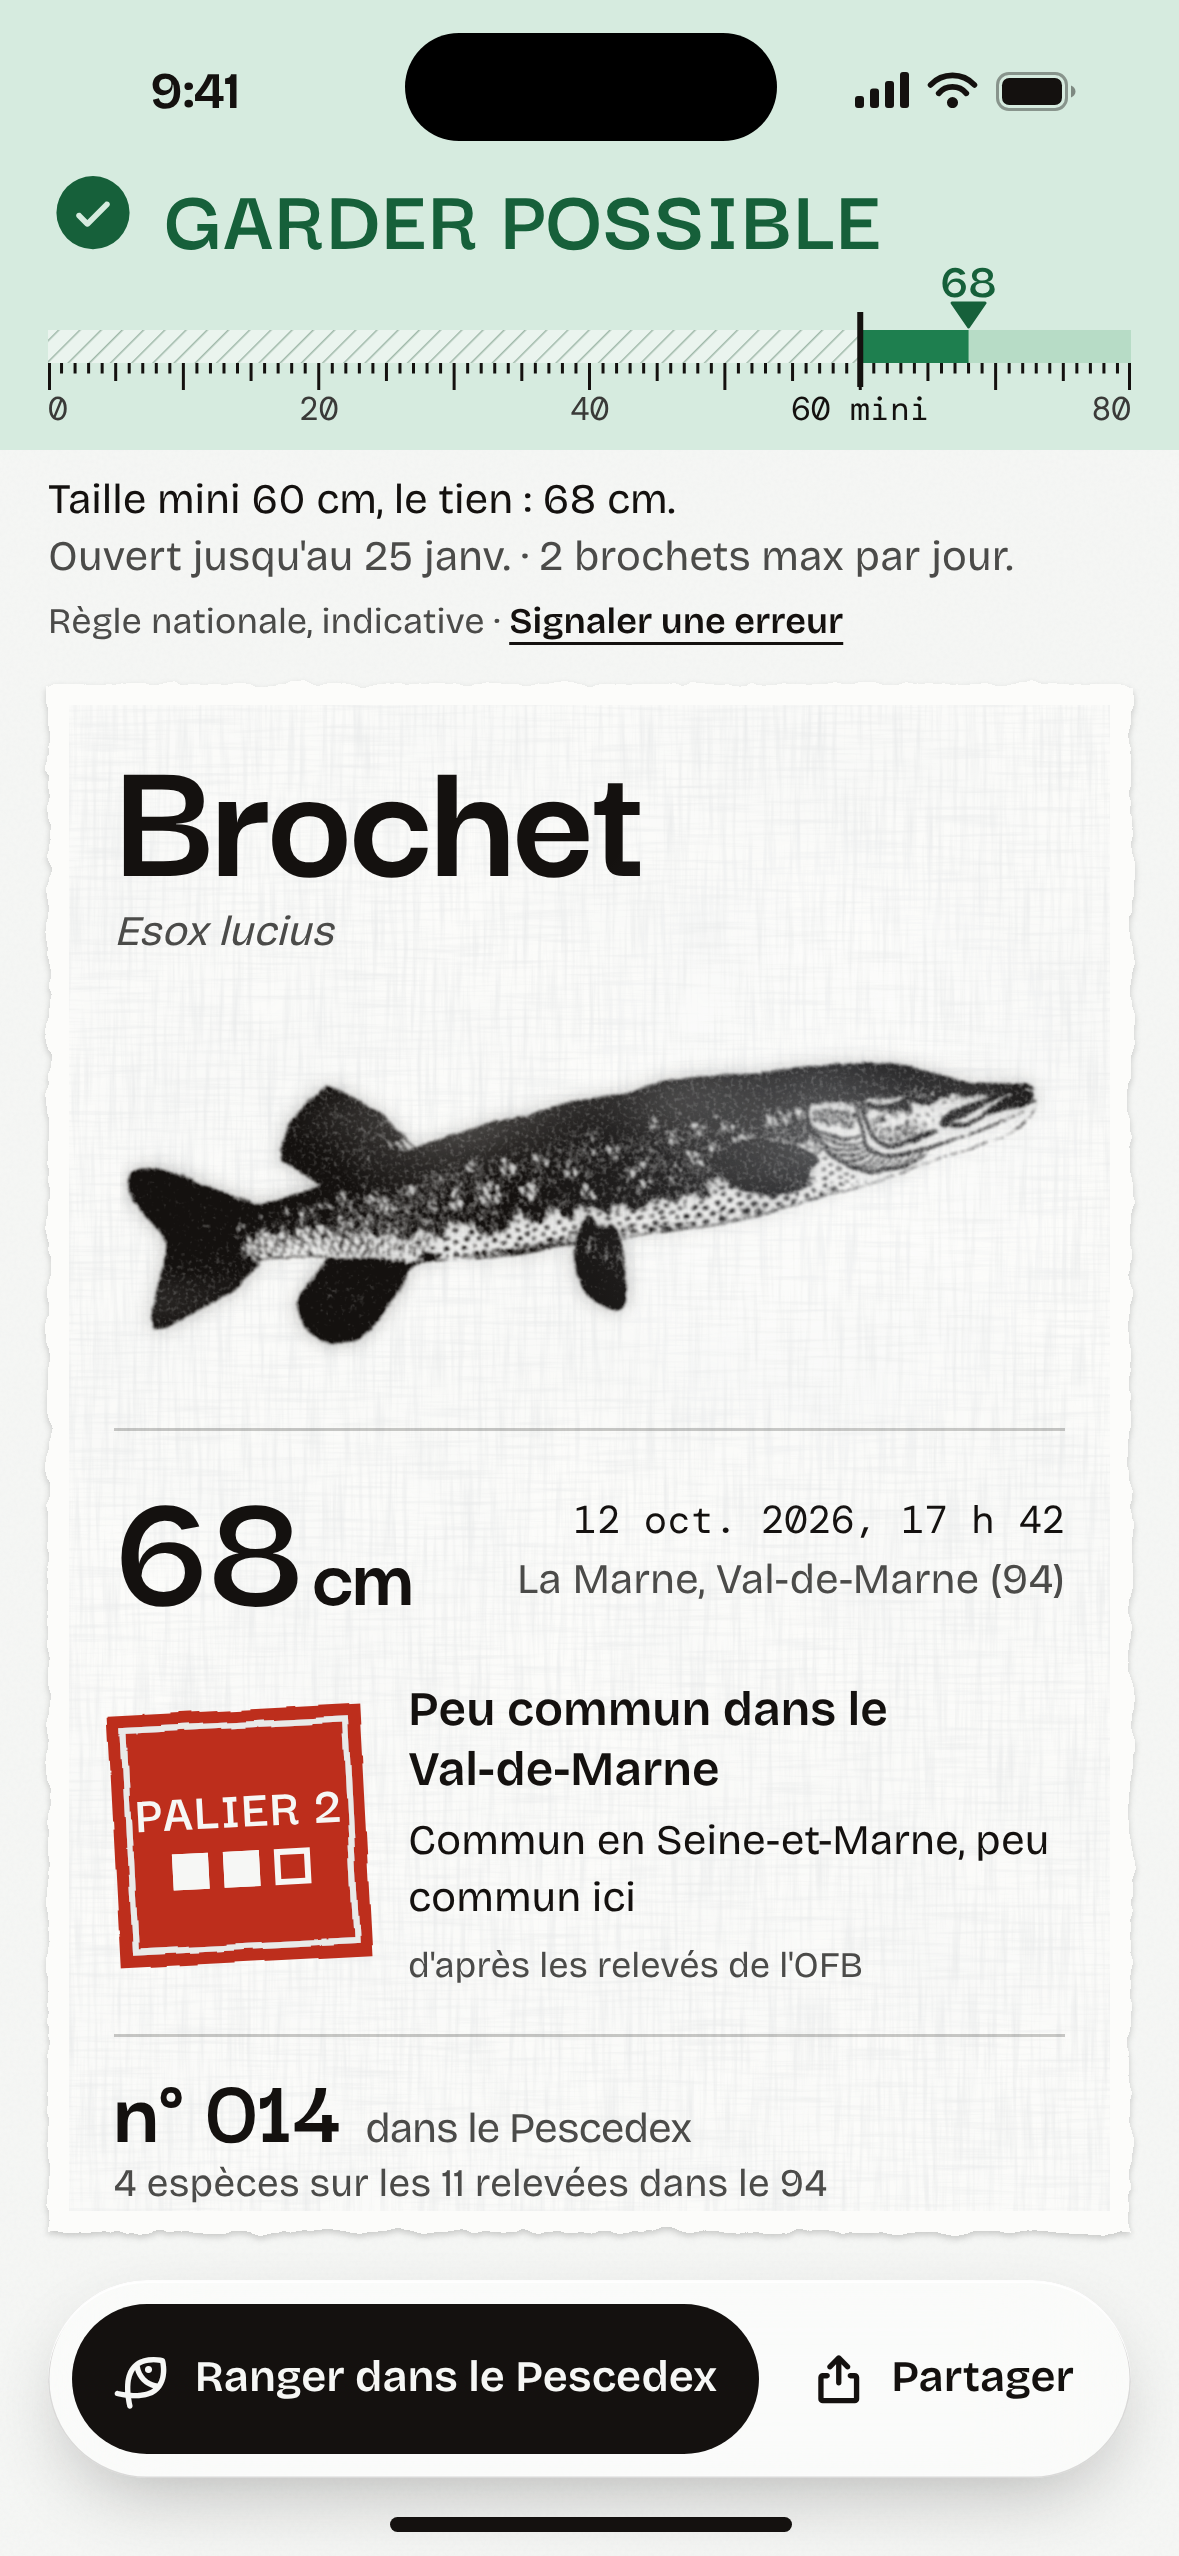 9:41
GARDER POSSIBLE
68
0 20 40 60 mini 80
Taille mini 60 cm, le tien : 68 cm.
Ouvert jusqu'au 25 janv. · 2 brochets max par jour.
Règle nationale, indicative · Signaler une erreur
Brochet
Esox lucius
68 cm
12 oct. 2026, 17 h 42
La Marne, Val-de-Marne (94)
PALIER 2
Peu commun dans le
Val-de-Marne
Commun en Seine-et-Marne, peu
commun ici
d'après les relevés de l'OFB
n° 014 dans le Pescedex
4 espèces sur les 11 relevées dans le 94
Ranger dans le Pescedex
Partager